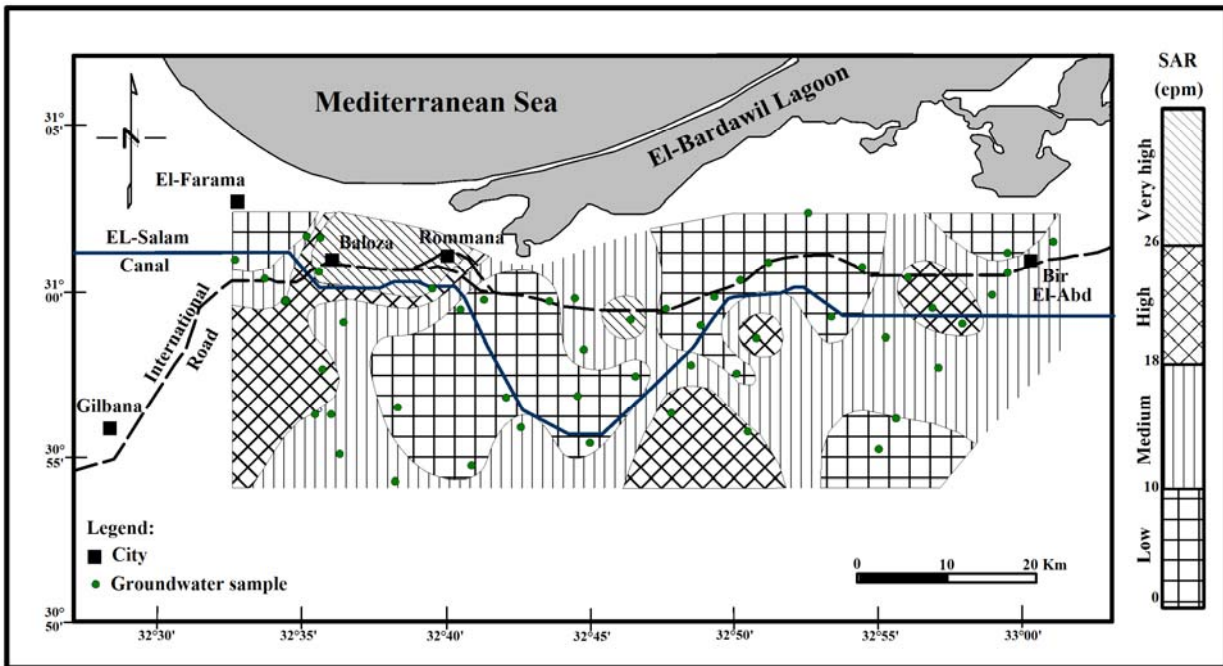 SAR
(epm)
Mediterranean Sea
El-Bardawil Lagoon
31°
05'
N
El-Farama
EL-Salam
Canal
Baloza
Rommana
Bir
El-Abd
31°
00'
International
Road
Gilbana
30°
55'
30°
50'
Legend:
City
Groundwater sample
0 10 20 Km
32°30' 32°35' 32°40' 32°45' 32°50' 32°55' 33°00'
Very high
26
High
18
Medium
10
Low
0